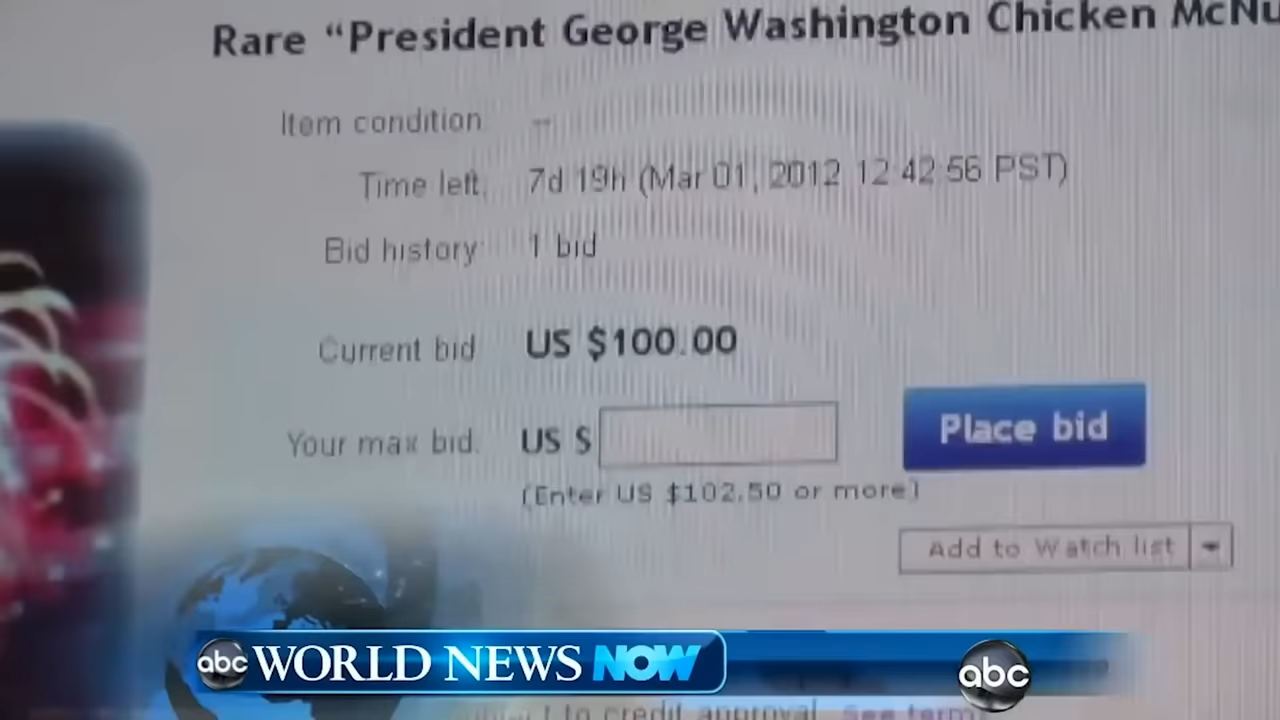 Rare “President George Washington Chicken McNu
Item condition: --
Time left: 7d 19h (Mar 01, 2012 12:42:56 PST)
Bid history: 1 bid
Current bid US $100.00
Your max bid: US $
Place bid
(Enter US $102.50 or more)
Add to Watch list
abc WORLD NEWS NOW
abc
to credit approval See term